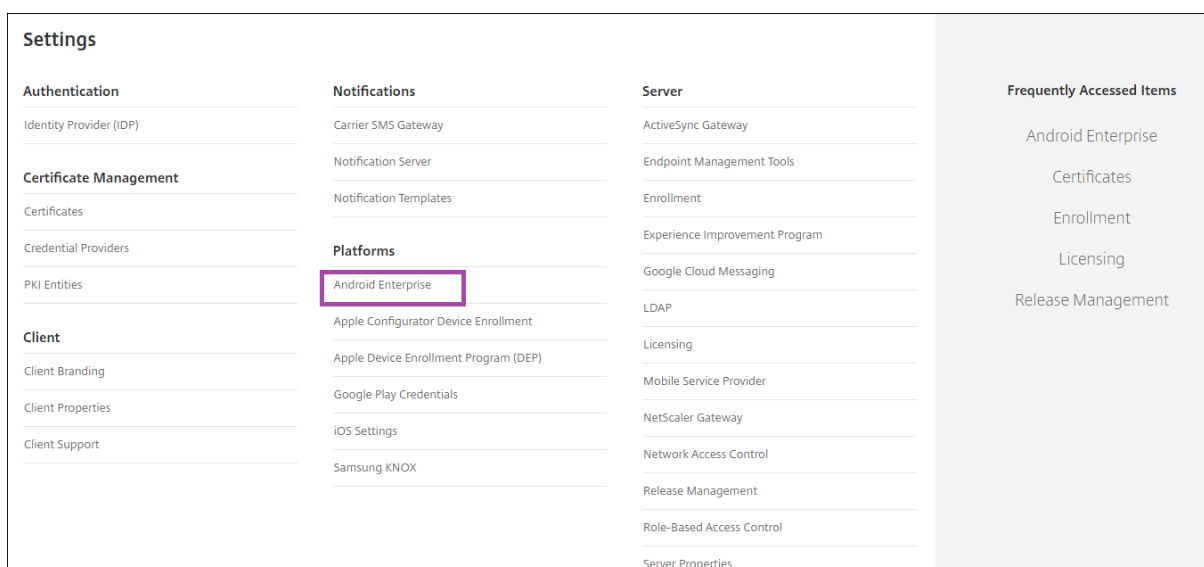 Settings
Authentication
Identity Provider (IDP)
Certificate Management
Certificates
Credential Providers
PKI Entities
Client
Client Branding
Client Properties
Client Support
Notifications
Carrier SMS Gateway
Notification Server
Notification Templates
Platforms
Android Enterprise
Apple Configurator Device Enrollment
Apple Device Enrollment Program (DEP)
Google Play Credentials
iOS Settings
Samsung KNOX
Server
ActiveSync Gateway
Endpoint Management Tools
Enrollment
Experience Improvement Program
Google Cloud Messaging
LDAP
Licensing
Mobile Service Provider
NetScaler Gateway
Network Access Control
Release Management
Role-Based Access Control
Server Properties
Frequently Accessed Items
Android Enterprise
Certificates
Enrollment
Licensing
Release Management